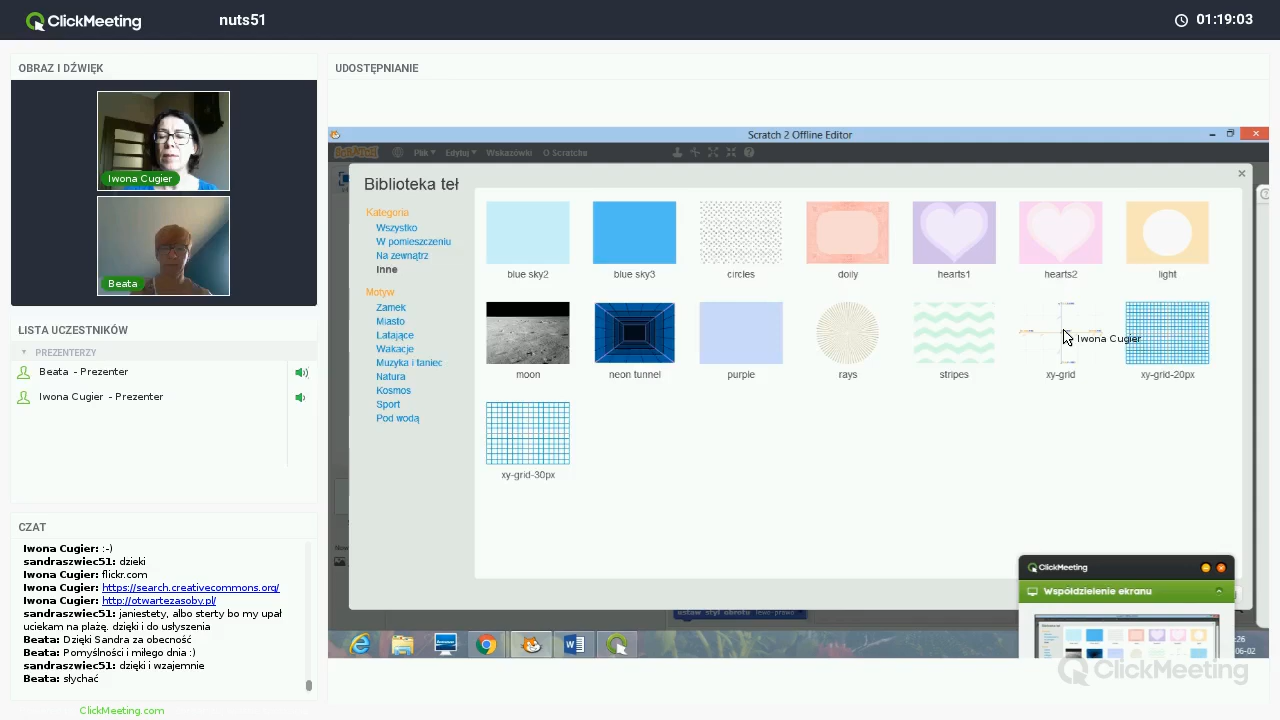 ClickMeeting
nuts51
01:19:03
OBRAZ I DŹWIĘK
Iwona Cugier
Beata
LISTA UCZESTNIKÓW
PREZENTERZY
Beata - Prezenter
Iwona Cugier - Prezenter
CZAT
Iwona Cugier: :-)
sandraszwiec51: dzieki
Iwona Cugier: flickr.com
Iwona Cugier: https://search.creativecommons.org/
Iwona Cugier: http://otwartezasoby.pl/
sandraszwiec51: janiestety, albo sterty bo my upał
uciekam na plażę. dzięki i do usłyszenia
Beata: Dzięki Sandra za obecność
Beata: Pomyślności i miłego dnia :)
sandraszwiec51: dzięki i wzajemnie
Beata: słychać
ClickMeeting.com
UDOSTĘPNIANIE
Scratch 2 Offline Editor
SCRATCH Plik Edytuj Wskazówki O Scratchu
Biblioteka teł
Kategoria
Wszystko
W pomieszczeniu
Na zewnątrz
Inne
Motyw
Zamek
Miasto
Latające
Wakacje
Muzyka i taniec
Natura
Kosmos
Sport
Pod wodą
blue sky2 blue sky3 circles doily hearts1 hearts2 light
Iwona Cugier
moon neon tunnel purple rays stripes xy-grid xy-grid-20px
xy-grid-30px
ClickMeeting
Współdzielenie ekranu
ustaw styl obrotu lewo-prawo
ClickMeeting